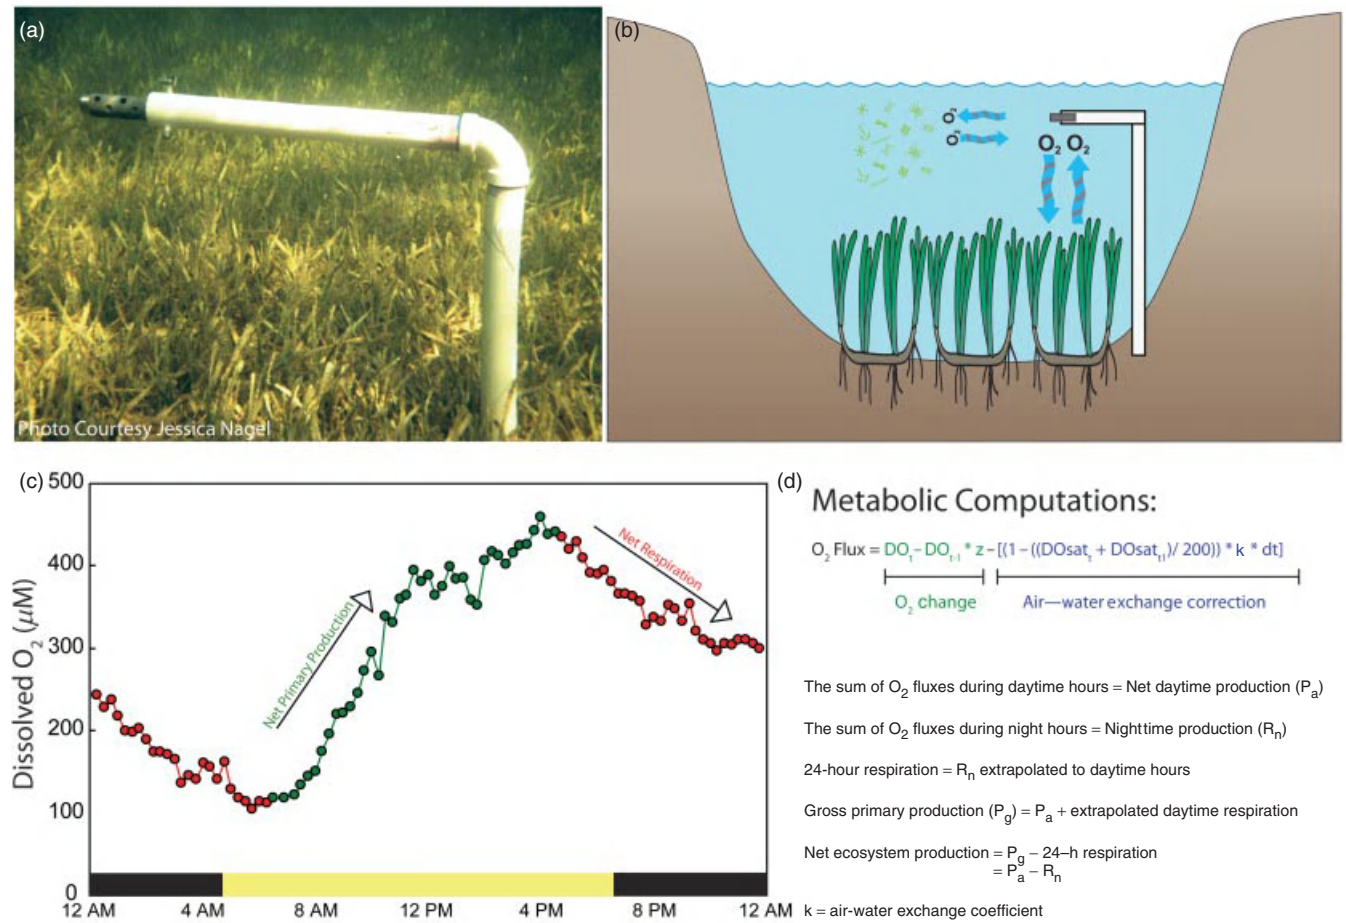 (a)
Photo Courtesy Jessica Nagel
(b)
O2
O2
O2 O2
(c)
500
400
300
200
100
0
Dissolved O2 (μM)
Net Primary Production
Net Respiration
12 AM 4 AM 8 AM 12 PM 4 PM 8 PM 12 AM
(d)
Metabolic Computations:
O2 Flux = DOt – DOt-1 * z – [(1 – ((DOsatt + DOsatt1) / 200)) * k * dt]
O2 change
Air—water exchange correction
The sum of O2 fluxes during daytime hours = Net daytime production (Pa)
The sum of O2 fluxes during night hours = Nighttime production (Rn)
24-hour respiration = Rn extrapolated to daytime hours
Gross primary production (Pg) = Pa + extrapolated daytime respiration
Net ecosystem production = Pg − 24–h respiration
= Pa − Rn
k = air-water exchange coefficient